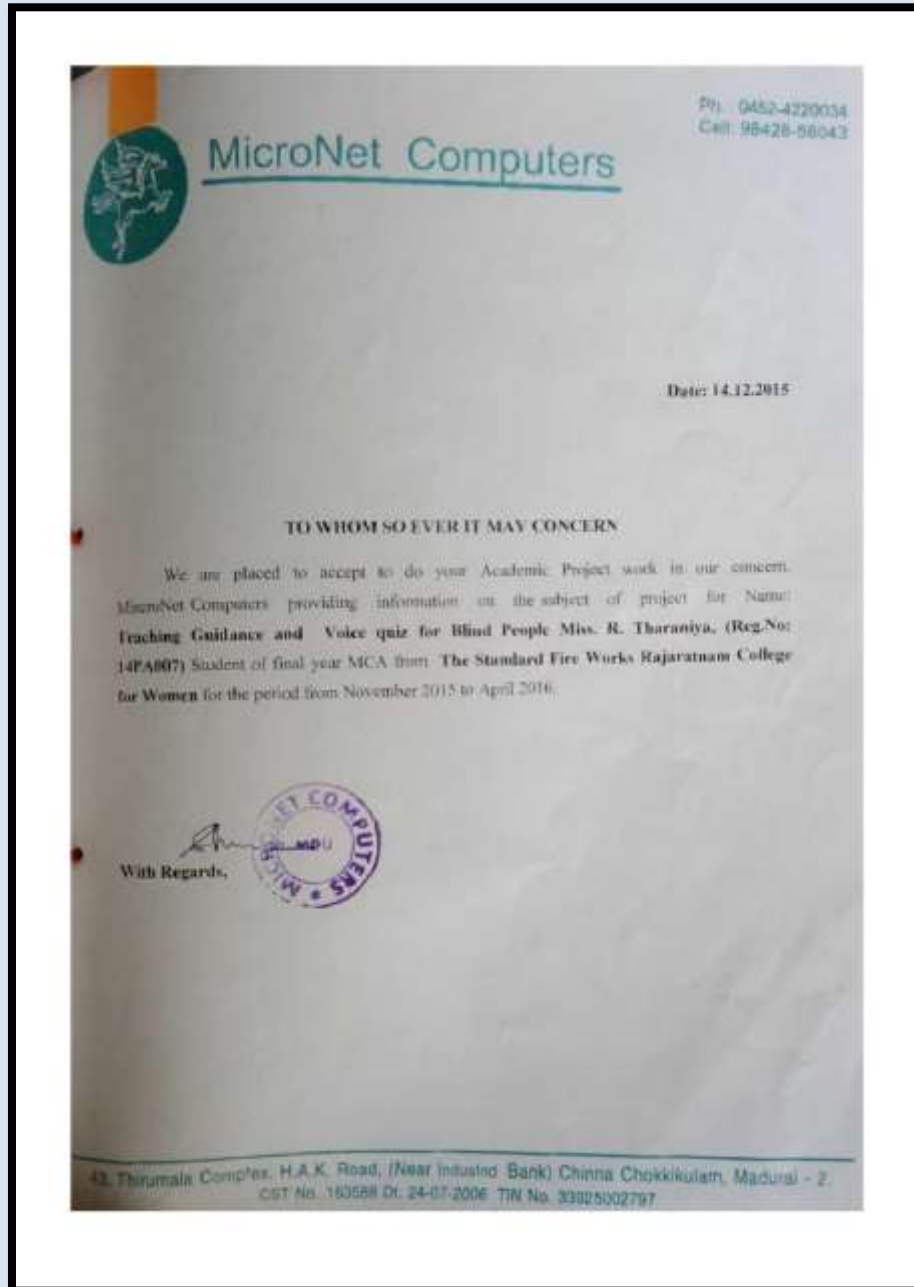 Ph. 0452-4220034
Cell: 98428-56043
MicroNet Computers
Date: 14.12.2015
TO WHOM SO EVER IT MAY CONCERN
We are placed to accept to do your Academic Project work in our concern.
MicroNet Computers providing information on the subject of project for Name:
Teaching Guidance and Voice quiz for Blind People Miss. R. Tharaniya, (Reg.No:
14PA007) Student of final year MCA from The Standard Fire Works Rajaratnam College
for Women for the period from November 2015 to April 2016.
MICRONET COMPUTERS
MDU
With Regards,
43, Thirumala Complex, H.A.K. Road, (Near Indusind Bank) Chinna Chokkikulam, Madurai - 2.
CST No. 163588 Dt. 24-07-2006 TIN No. 33925002797